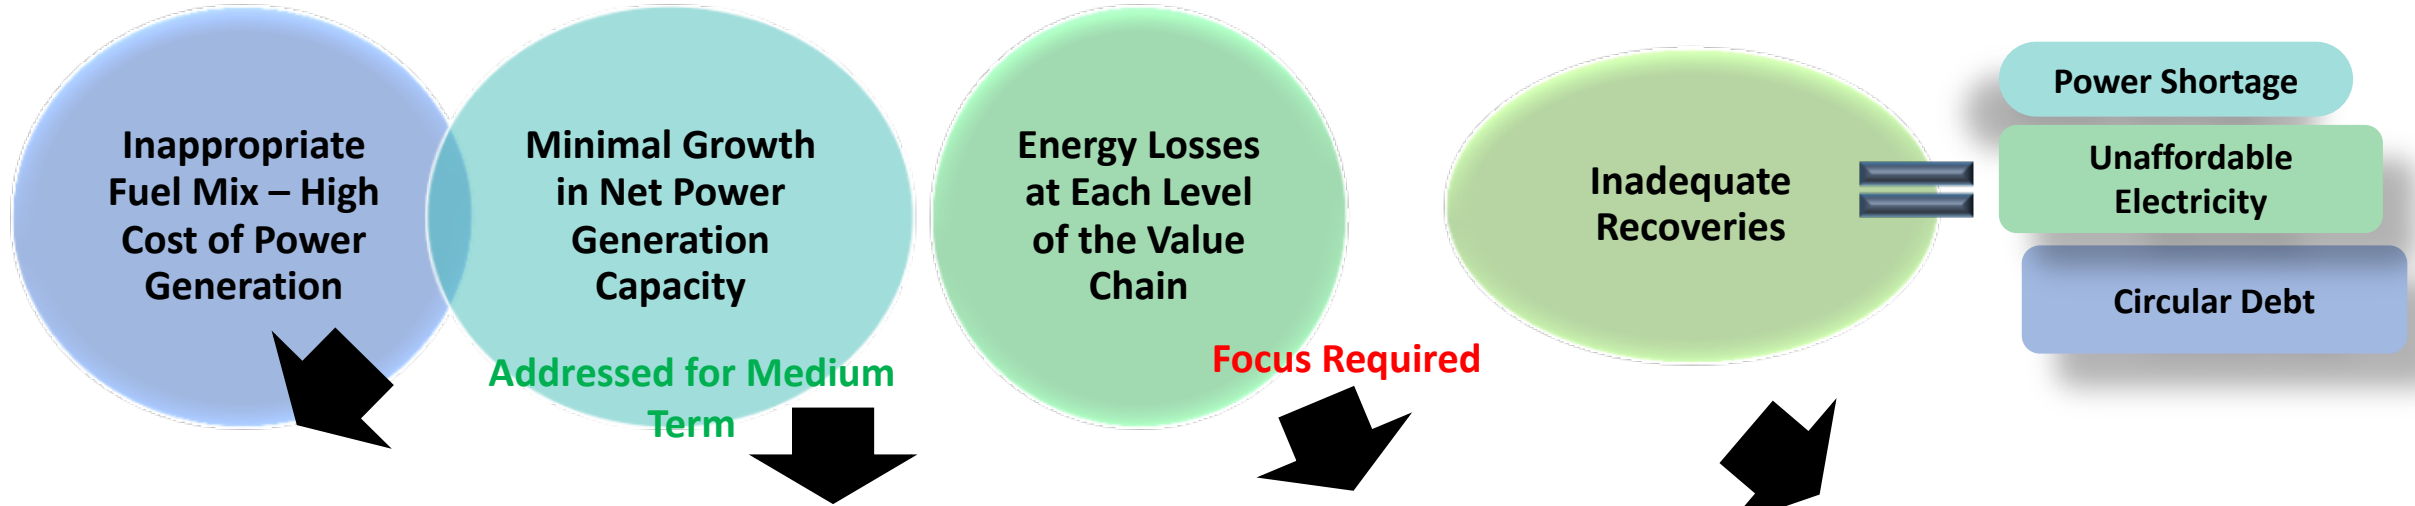 Inappropriate
Fuel Mix – High
Cost of Power
Generation
Minimal Growth
in Net Power
Generation
Capacity
Addressed for Medium
Term
Energy Losses
at Each Level
of the Value
Chain
Focus Required
Inadequate
Recoveries
Power Shortage
Unaffordable
Electricity
Circular Debt